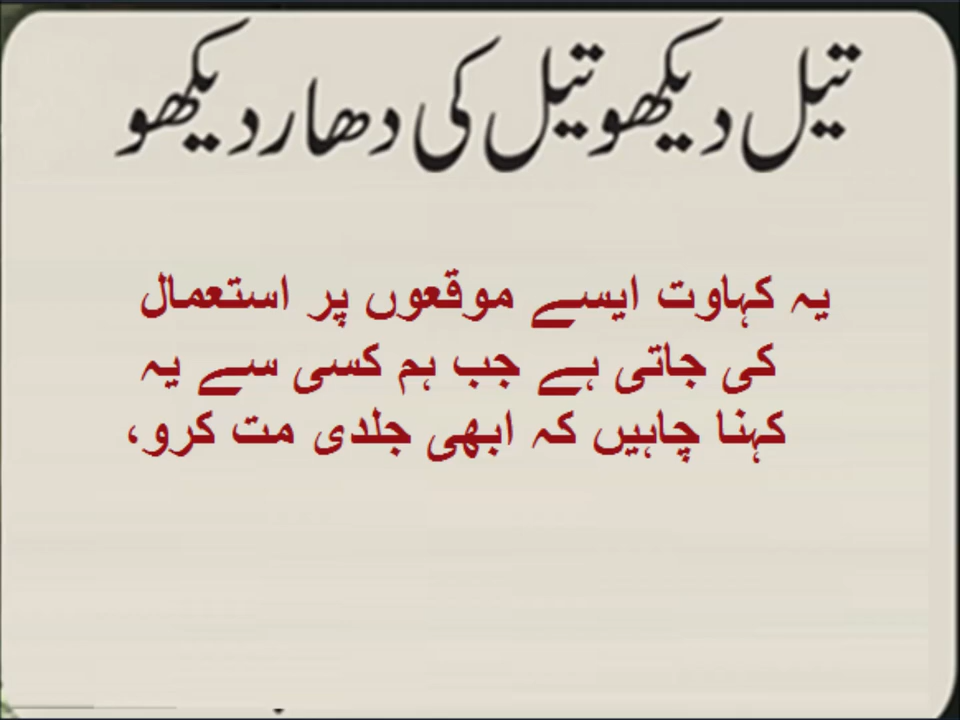 تیل دیکھو تیل کی دھار دیکھو
یہ کہاوت ایسے موقعوں پر استعمال
کی جاتی ہے جب ہم کسی سے یہ
کہنا چاہیں کہ ابھی جلدی مت کرو،